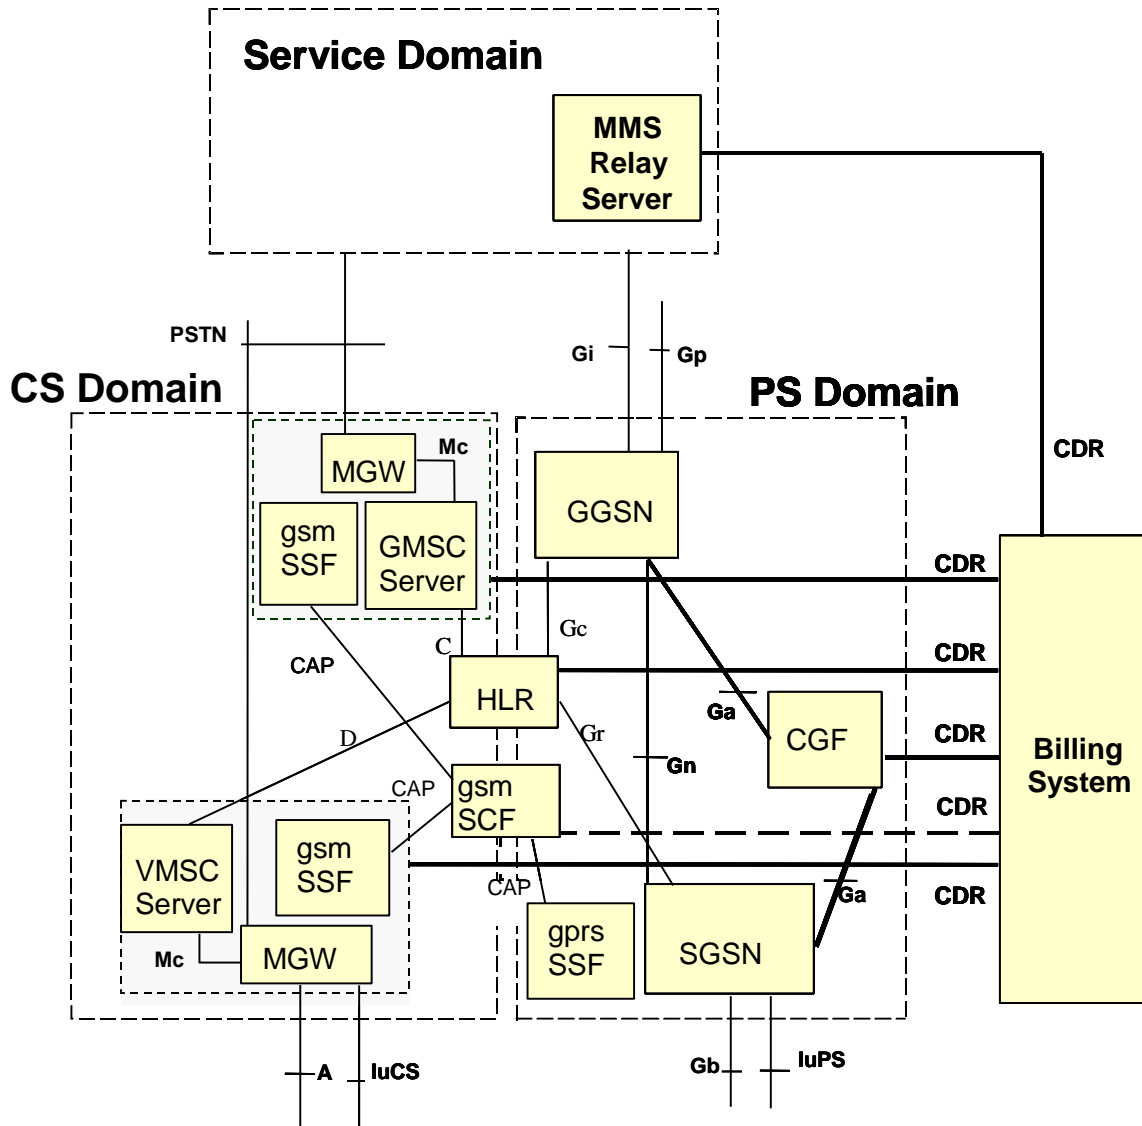 Service Domain
MMS
Relay
Server
PSTN
Gi
Gp
CS Domain
PS Domain
CDR
MGW
Mc
GGSN
gsm
SSF
GMSC
Server
CDR
C
Gc
CAP
CDR
HLR
Ga
D
Gr
CGF
CDR
Billing
System
Gn
CAP
gsm
SCF
CDR
VMSC
Server
gsm
SSF
CAP
Ga
CDR
gprs
SSF
SGSN
Mc
MGW
A
IuCS
Gb
IuPS